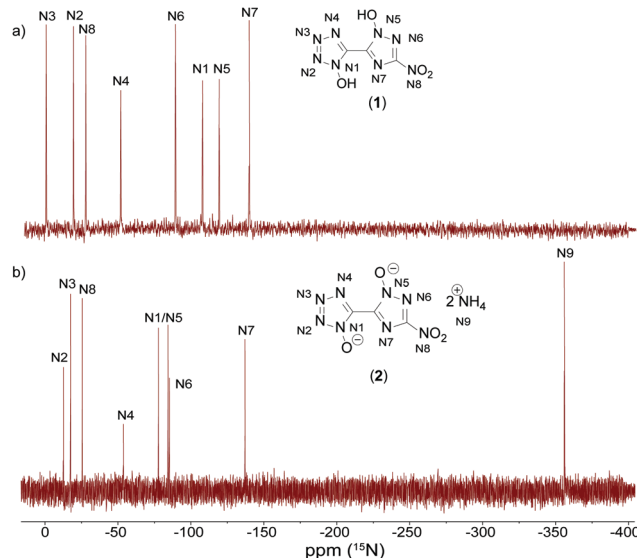 a)
N3 N2 N8 N4 N6 N1 N5 N7
HO N5
N4 N N N6
N3 N N
N2 N N N1 N NO₂
OH N7 N8
(1)
b)
N3 N8 N2 N4 N1/N5 N6 N7 N9
O⊖ N5
N4 N N N6 2 NH₄⊕
N3 N N N9
N2 N N N1 N NO₂
O⊖ N7 N8
(2)
0 -50 -100 -150 -200 -250 -300 -350 -400
ppm (¹⁵N)